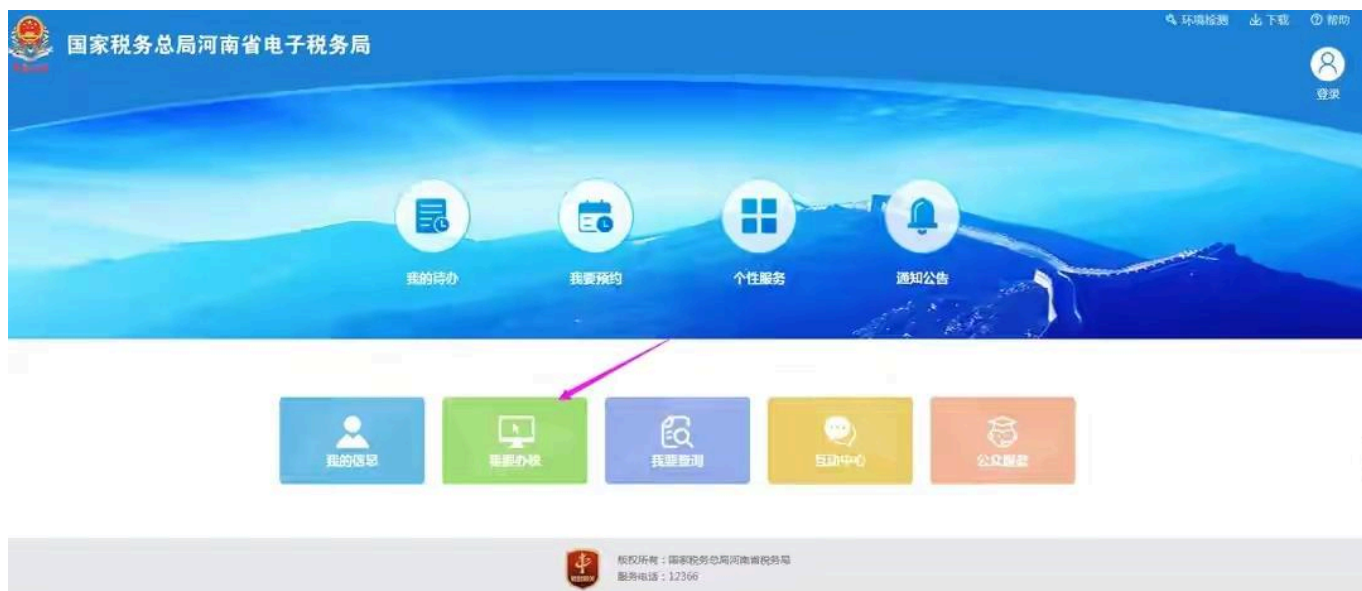 环境检测 下载 帮助
国家税务总局河南省电子税务局
登录
我的待办 我要预约 个性服务 通知公告
我的信息 我要办税 我要查询 互动中心 公众服务
版权所有：国家税务总局河南省税务局
服务电话：12366